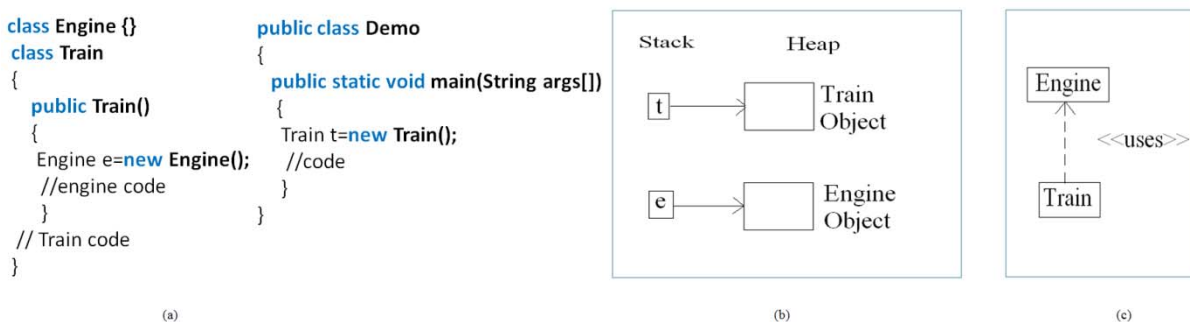 class Engine {}
class Train
{
public Train()
{
Engine e=new Engine();
//engine code
}
// Train code
}
public class Demo
{
public static void main(String args[])
{
Train t=new Train();
//code
}
}
(a)
Stack Heap
t
Train
Object
e
Engine
Object
(b)
Engine
<<uses>>
Train
(c)